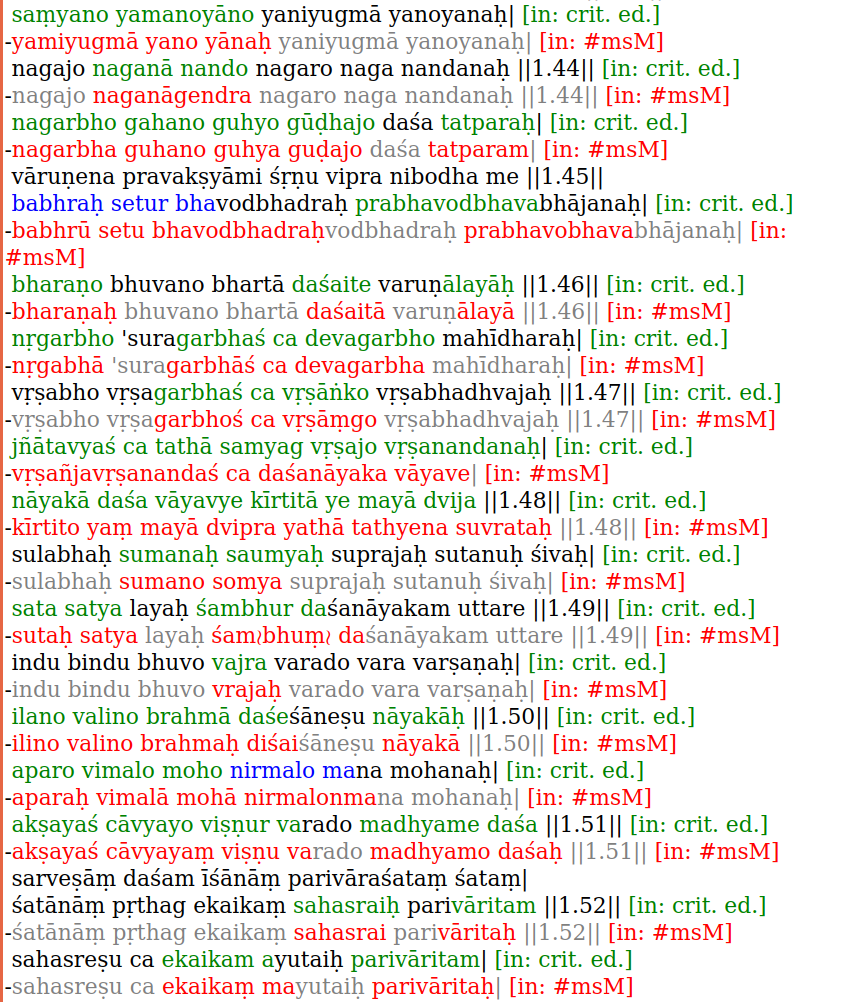 saṃyano yamanoyāno yaniyugmā yanoyanaḥ| [in: crit. ed.]
-yamiyugmā yano yānaḥ yaniyugmā yanoyanaḥ| [in: #msM]
nagajo naganā nando nagaro naga nandanaḥ ||1.44|| [in: crit. ed.]
-nagajo naganāgendra nagaro naga nandanaḥ ||1.44|| [in: #msM]
nagarbho gahano guhyo gūḍhajo daśa tatparaḥ| [in: crit. ed.]
-nagarbha guhano guhya guḍajo daśa tatparam| [in: #msM]
vāruṇena pravakṣyāmi śṛṇu vipra nibodha me ||1.45||
babhraḥ setur bhavodbhadraḥ prabhavodbhavabhājanaḥ| [in: crit. ed.]
-babhrū setu bhavodbhadraḥvodbhadraḥ prabhavobhavabhājanaḥ| [in:
#msM]
bharaṇo bhuvano bhartā daśaite varuṇālayāḥ ||1.46|| [in: crit. ed.]
-bharaṇaḥ bhuvano bhartā daśaitā varuṇālayā ||1.46|| [in: #msM]
nṛgarbho 'suragarbhaś ca devagarbho mahīdharaḥ| [in: crit. ed.]
-nṛgabhā 'suragarbhāś ca devagarbha mahīdharaḥ| [in: #msM]
vṛṣabho vṛṣagarbhaś ca vṛṣāṅko vṛṣabhadhvajaḥ ||1.47|| [in: crit. ed.]
-vṛṣabho vṛṣagarbhoś ca vṛṣāṃgo vṛṣabhadhvajaḥ ||1.47|| [in: #msM]
jñātavyaś ca tathā samyag vṛṣajo vṛṣanandanaḥ| [in: crit. ed.]
-vṛṣañjavṛṣanandaś ca daśanāyaka vāyave| [in: #msM]
nāyakā daśa vāyavye kīrtitā ye mayā dvija ||1.48|| [in: crit. ed.]
-kīrtito yaṃ mayā dvipra yathā tathyena suvrataḥ ||1.48|| [in: #msM]
sulabhaḥ sumanaḥ saumyaḥ suprajaḥ sutanuḥ śivaḥ| [in: crit. ed.]
-sulabhaḥ sumano somya suprajaḥ sutanuḥ śivaḥ| [in: #msM]
sata satya layaḥ śambhur daśanāyakam uttare ||1.49|| [in: crit. ed.]
-sutaḥ satya layaḥ śam≀bhuṃ≀ daśanāyakam uttare ||1.49|| [in: #msM]
indu bindu bhuvo vajra varado vara varṣaṇaḥ| [in: crit. ed.]
-indu bindu bhuvo vrajaḥ varado vara varṣaṇaḥ| [in: #msM]
ilano valino brahmā daśeśāneṣu nāyakāḥ ||1.50|| [in: crit. ed.]
-ilino valino brahmaḥ diśaiśāneṣu nāyakā ||1.50|| [in: #msM]
aparo vimalo moho nirmalo mana mohanaḥ| [in: crit. ed.]
-aparaḥ vimalā mohā nirmalonmana mohanaḥ| [in: #msM]
akṣayaś cāvyayo viṣṇur varado madhyame daśa ||1.51|| [in: crit. ed.]
-akṣayaś cāvyayaṃ viṣṇu varado madhyamo daśaḥ ||1.51|| [in: #msM]
sarveṣāṃ daśam īśānāṃ parivāraśataṃ śataṃ|
śatānāṃ pṛthag ekaikaṃ sahasraiḥ parivāritam ||1.52|| [in: crit. ed.]
-śatānāṃ pṛthag ekaikaṃ sahasrai parivāritaḥ ||1.52|| [in: #msM]
sahasreṣu ca ekaikam ayutaiḥ parivāritam| [in: crit. ed.]
-sahasreṣu ca ekaikaṃ mayutaiḥ parivāritaḥ| [in: #msM]